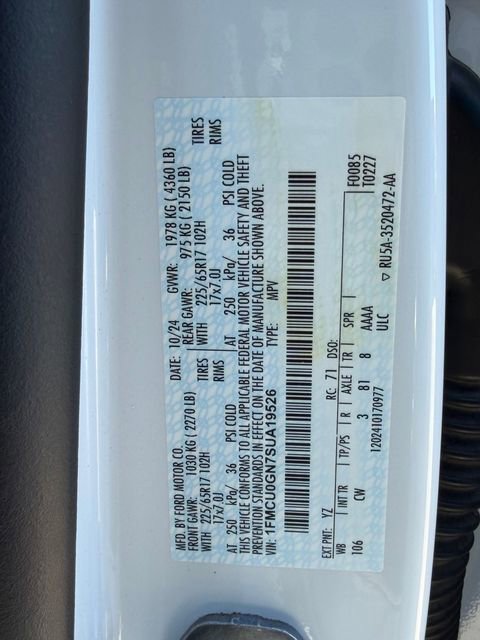 MFD. BY FORD MOTOR CO.
DATE: 10/24 GVWR: 1978 KG ( 4360 LB)
FRONT GAWR: 1030 KG ( 2270 LB) REAR GAWR: 975 KG ( 2150 LB)
WITH 225/65R17 102H TIRES WITH 225/65R17 102H TIRES
17x7.0J RIMS 17x7.0J RIMS
AT 250 kPa/ 36 PSI COLD AT 250 kPa/ 36 PSI COLD
THIS VEHICLE CONFORMS TO ALL APPLICABLE FEDERAL MOTOR VEHICLE SAFETY AND THEFT
PREVENTION STANDARDS IN EFFECT ON THE DATE OF MANUFACTURE SHOWN ABOVE.
VIN: 1FMCU0GN7SUA19526 TYPE: MPV
F0085
EXT PNT: YZ RC: 71 DSO: T0227
WB INT TR TP/PS R AXLE TR SPR
106 CW 3 81 8 AAAA
ULC
1202410170977 RU5A-3520472-AA